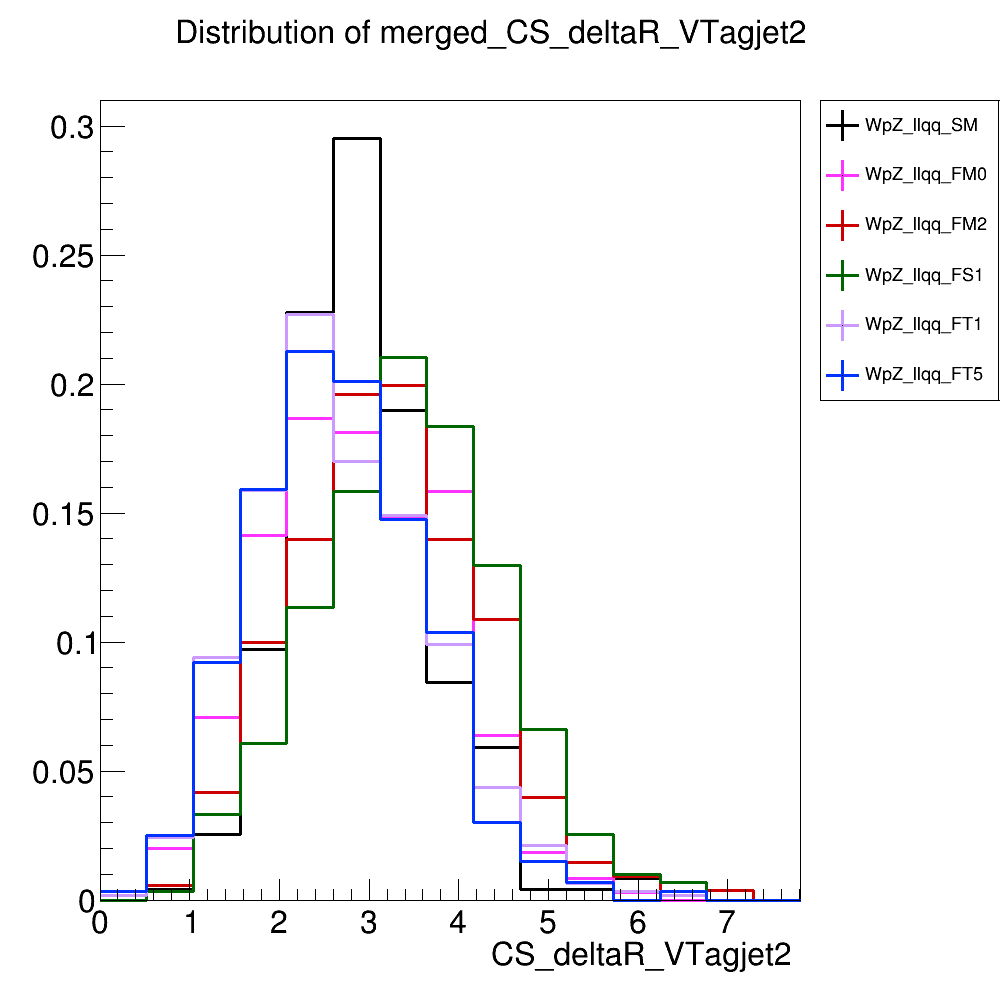 Distribution of merged_CS_deltaR_VTagjet2
0.3
0.25
0.2
0.15
0.1
0.05
0
0 1 2 3 4 5 6 7
CS_deltaR_VTagjet2
WpZ_llqq_SM
WpZ_llqq_FM0
WpZ_llqq_FM2
WpZ_llqq_FS1
WpZ_llqq_FT1
WpZ_llqq_FT5